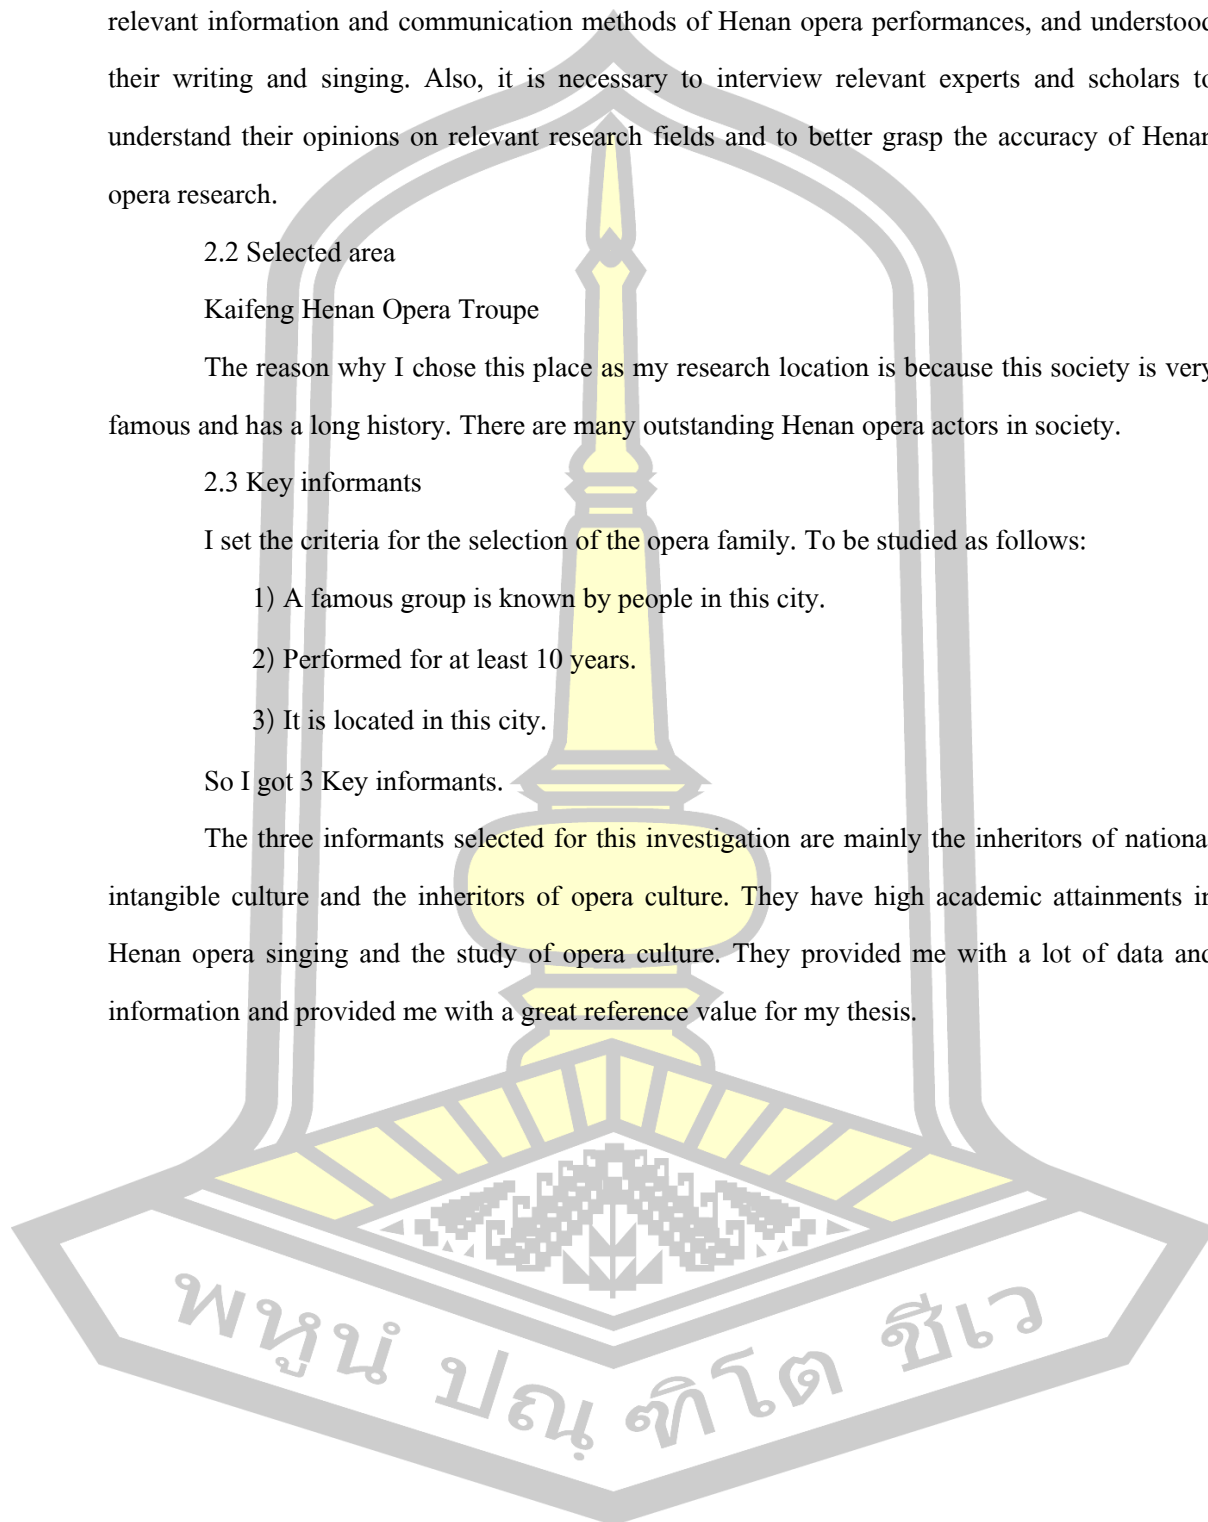 relevant information and communication methods of Henan opera performances, and understood
their writing and singing. Also, it is necessary to interview relevant experts and scholars to
understand their opinions on relevant research fields and to better grasp the accuracy of Henan
opera research.
2.2 Selected area
Kaifeng Henan Opera Troupe
The reason why I chose this place as my research location is because this society is very
famous and has a long history. There are many outstanding Henan opera actors in society.
2.3 Key informants
I set the criteria for the selection of the opera family. To be studied as follows:
1) A famous group is known by people in this city.
2) Performed for at least 10 years.
3) It is located in this city.
So I got 3 Key informants.
The three informants selected for this investigation are mainly the inheritors of national
intangible culture and the inheritors of opera culture. They have high academic attainments in
Henan opera singing and the study of opera culture. They provided me with a lot of data and
information and provided me with a great reference value for my thesis.
พหูนํ ปณฺฑิโต ชีเว